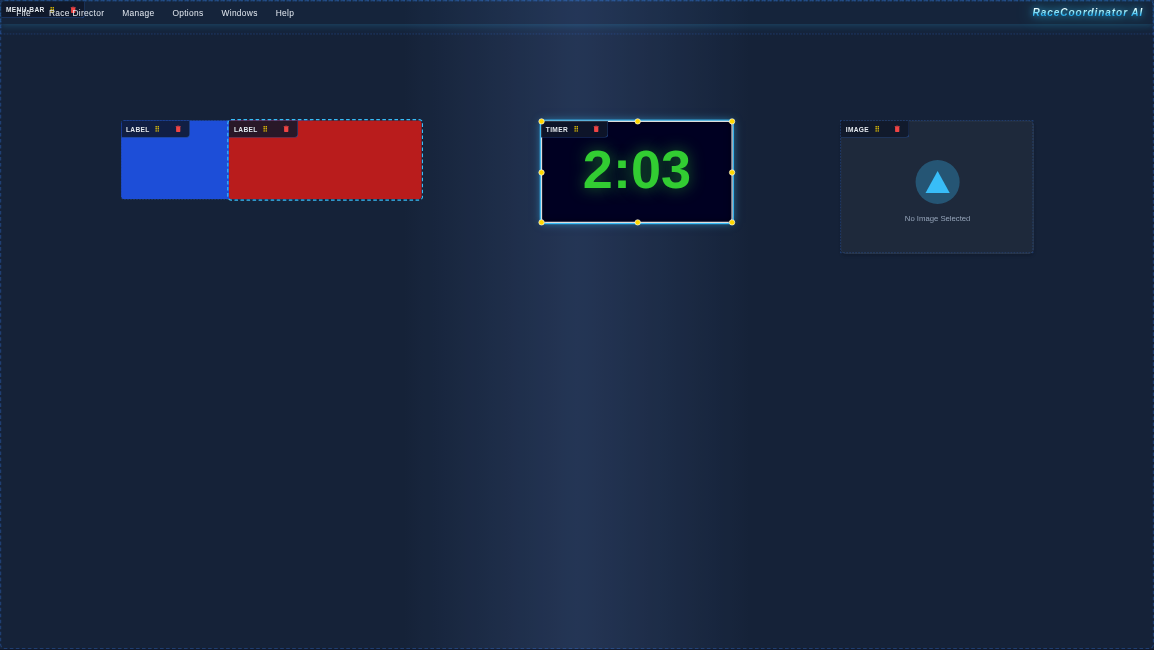 MENU BAR
File Race Director Manage Options Windows Help
RaceCoordinator AI
LABEL
LABEL
TIMER
IMAGE
2:03
No Image Selected